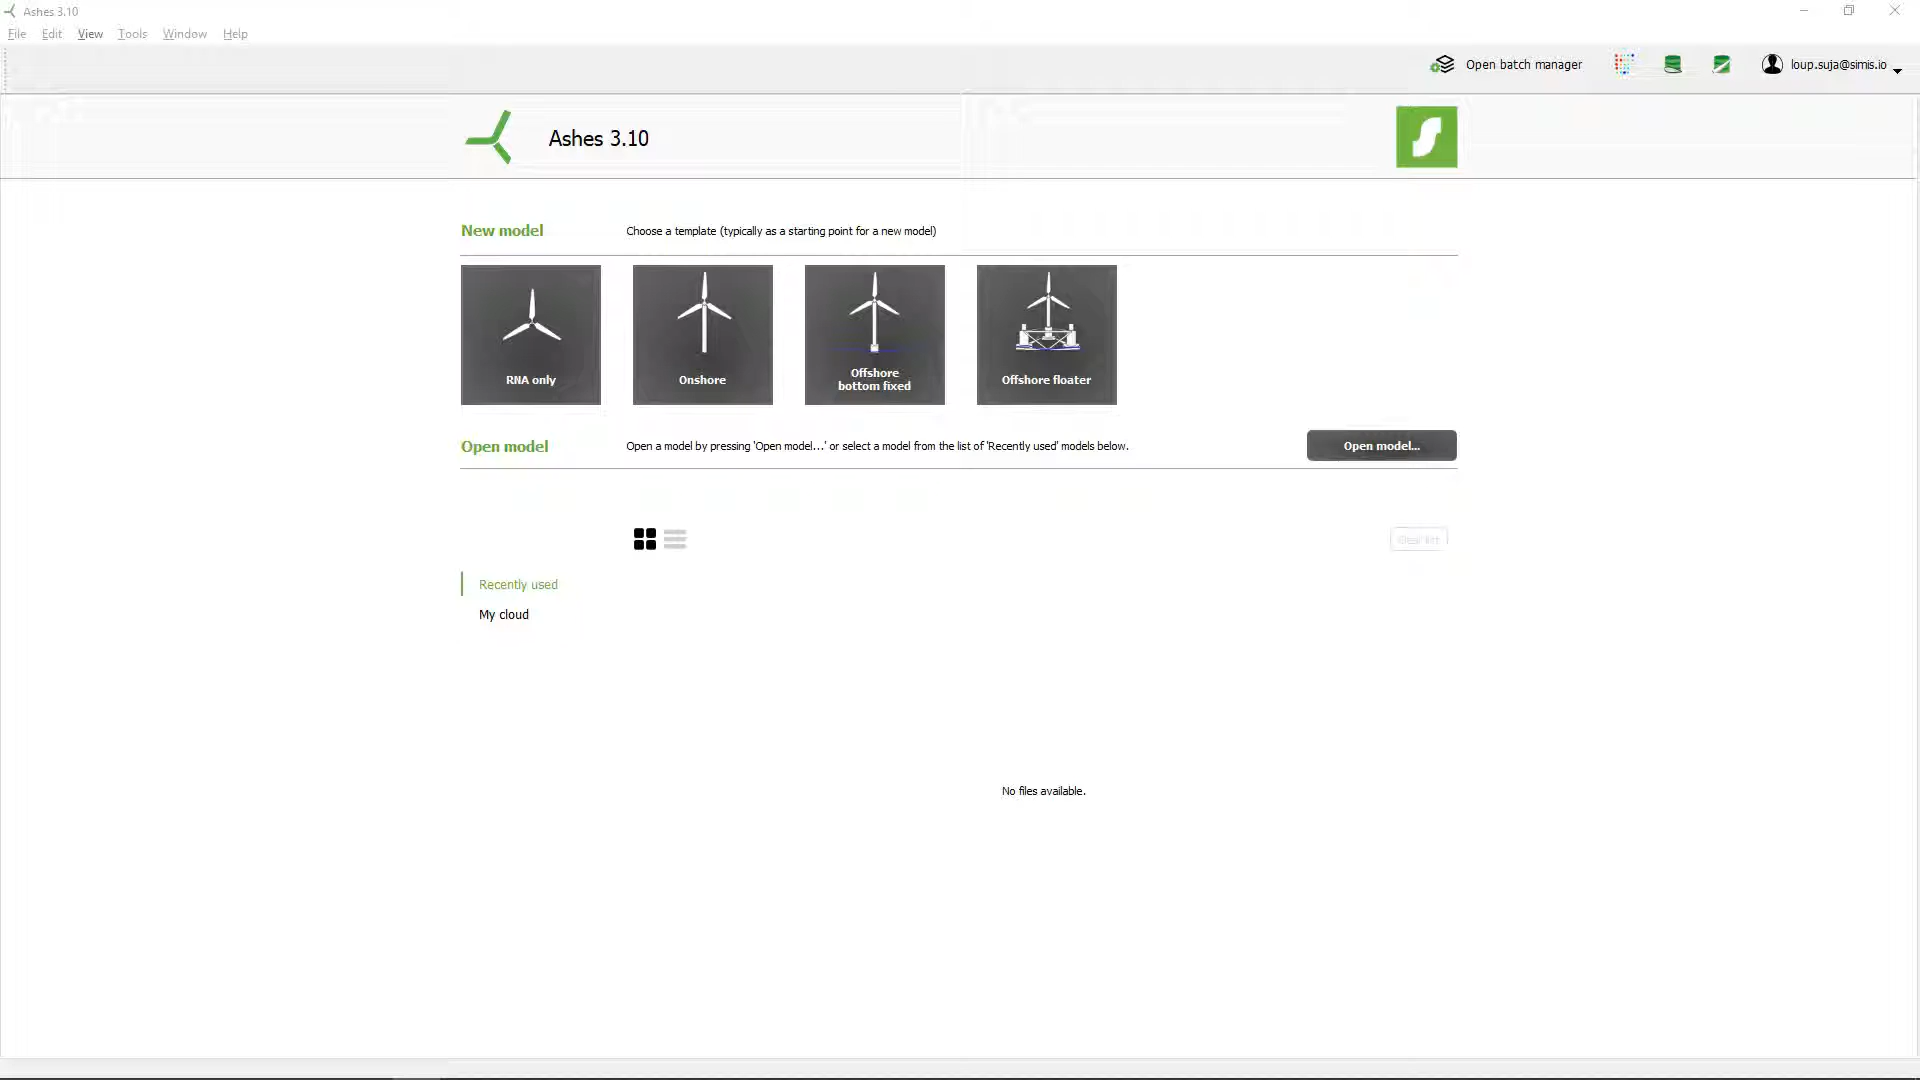 Ashes 3.10
File Edit View Tools Window Help
Open batch manager
loup.suja@simis.io
Ashes 3.10
New model
Choose a template (typically as a starting point for a new model)
RNA only
Onshore
Offshore
bottom fixed
Offshore floater
Open model
Open a model by pressing 'Open model...' or select a model from the list of 'Recently used' models below.
Open model...
Clear list
Recently used
My cloud
No files available.